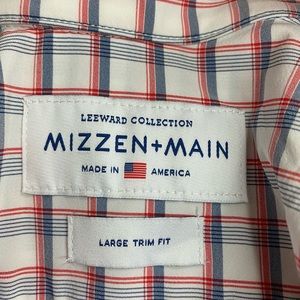 LEEWARD COLLECTION
MIZZEN+MAIN
MADE IN AMERICA
LARGE TRIM FIT